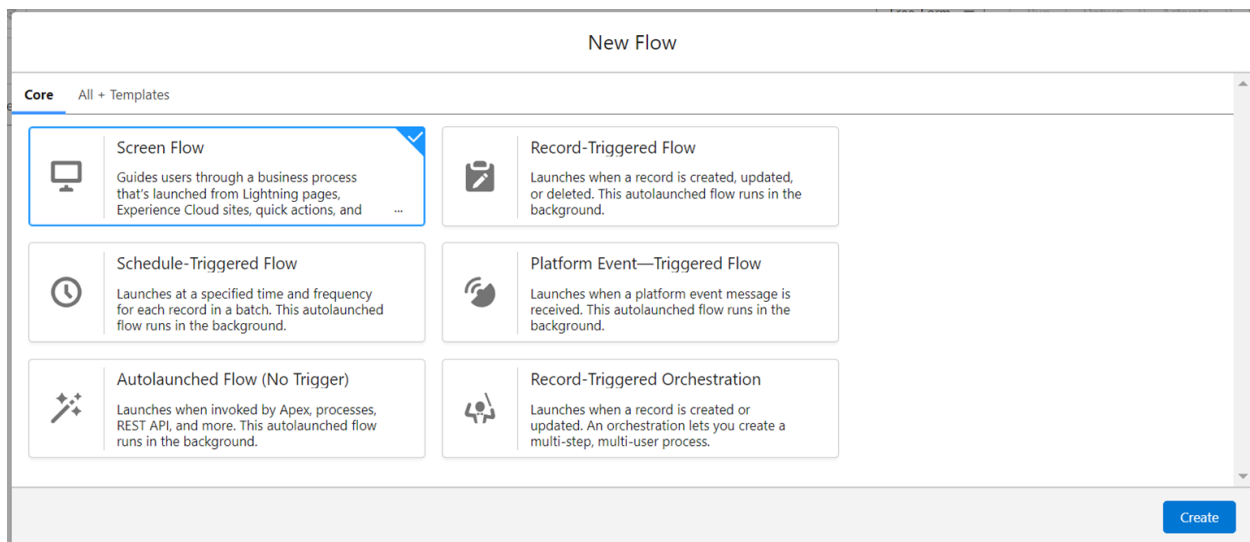 New Flow
Core
All + Templates
Screen Flow
Guides users through a business process
that's launched from Lightning pages,
Experience Cloud sites, quick actions, and ...
Record-Triggered Flow
Launches when a record is created, updated,
or deleted. This autolaunched flow runs in the
background.
Schedule-Triggered Flow
Launches at a specified time and frequency
for each record in a batch. This autolaunched
flow runs in the background.
Platform Event—Triggered Flow
Launches when a platform event message is
received. This autolaunched flow runs in the
background.
Autolaunched Flow (No Trigger)
Launches when invoked by Apex, processes,
REST API, and more. This autolaunched flow
runs in the background.
Record-Triggered Orchestration
Launches when a record is created or
updated. An orchestration lets you create a
multi-step, multi-user process.
Create